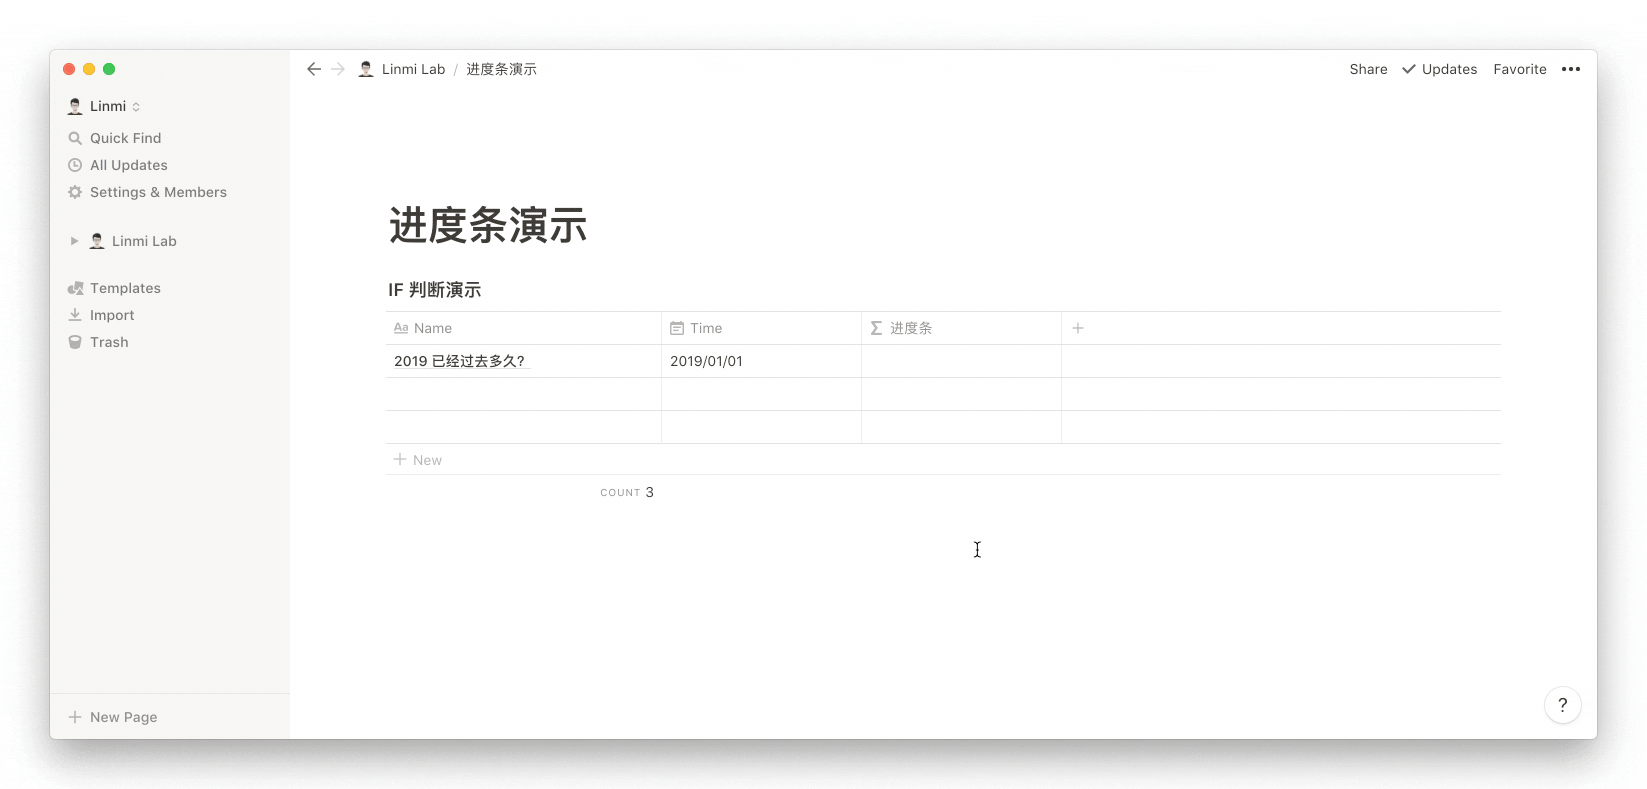 Linmi Lab / 进度条演示
Share Updates Favorite •••
Linmi
Quick Find
All Updates
Settings & Members
Linmi Lab
Templates
Import
Trash
New Page
进度条演示
IF 判断演示
Aa Name Time Σ 进度条 +
2019 已经过去多久? 2019/01/01
+ New
COUNT 3
?